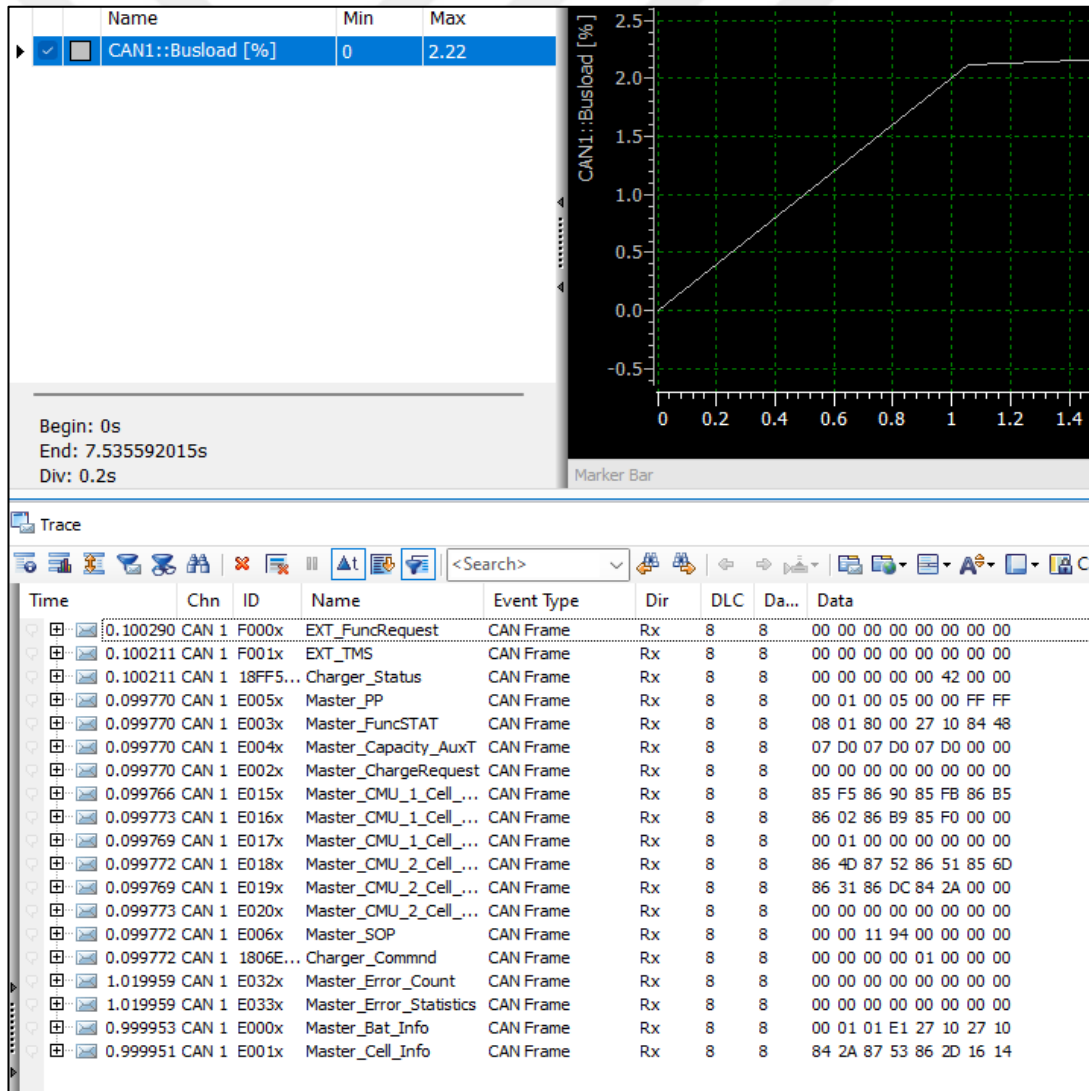 Name Min Max
CAN1::Busload [%] 0 2.22
CAN1::Busload [%]
2.5
2.0
1.5
1.0
0.5
0.0
-0.5
0 0.2 0.4 0.6 0.8 1 1.2 1.4
Begin: 0s
End: 7.535592015s
Div: 0.2s
Marker Bar
Trace
Δt <Search> A C
Time Chn ID Name Event Type Dir DLC Da... Data
0.100290 CAN 1 F000x EXT_FuncRequest CAN Frame Rx 8 8 00 00 00 00 00 00 00 00
0.100211 CAN 1 F001x EXT_TMS CAN Frame Rx 8 8 00 00 00 00 00 00 00 00
0.100211 CAN 1 18FF5... Charger_Status CAN Frame Rx 8 8 00 00 00 00 00 42 00 00
0.099770 CAN 1 E005x Master_PP CAN Frame Rx 8 8 00 01 00 05 00 00 FF FF
0.099770 CAN 1 E003x Master_FuncSTAT CAN Frame Rx 8 8 08 01 80 00 27 10 84 48
0.099770 CAN 1 E004x Master_Capacity_AuxT CAN Frame Rx 8 8 07 D0 07 D0 07 D0 00 00
0.099770 CAN 1 E002x Master_ChargeRequest CAN Frame Rx 8 8 00 00 00 00 00 00 00 00
0.099766 CAN 1 E015x Master_CMU_1_Cell_... CAN Frame Rx 8 8 85 F5 86 90 85 FB 86 B5
0.099773 CAN 1 E016x Master_CMU_1_Cell_... CAN Frame Rx 8 8 86 02 86 B9 85 F0 00 00
0.099769 CAN 1 E017x Master_CMU_1_Cell_... CAN Frame Rx 8 8 00 01 00 00 00 00 00 00
0.099772 CAN 1 E018x Master_CMU_2_Cell_... CAN Frame Rx 8 8 86 4D 87 52 86 51 85 6D
0.099769 CAN 1 E019x Master_CMU_2_Cell_... CAN Frame Rx 8 8 86 31 86 DC 84 2A 00 00
0.099773 CAN 1 E020x Master_CMU_2_Cell_... CAN Frame Rx 8 8 00 00 00 00 00 00 00 00
0.099772 CAN 1 E006x Master_SOP CAN Frame Rx 8 8 00 00 11 94 00 00 00 00
0.099772 CAN 1 1806E... Charger_Commnd CAN Frame Rx 8 8 00 00 00 00 01 00 00 00
1.019959 CAN 1 E032x Master_Error_Count CAN Frame Rx 8 8 00 00 00 00 00 00 00 00
1.019959 CAN 1 E033x Master_Error_Statistics CAN Frame Rx 8 8 00 00 00 00 00 00 00 00
0.999953 CAN 1 E000x Master_Bat_Info CAN Frame Rx 8 8 00 01 01 E1 27 10 27 10
0.999951 CAN 1 E001x Master_Cell_Info CAN Frame Rx 8 8 84 2A 87 53 86 2D 16 14